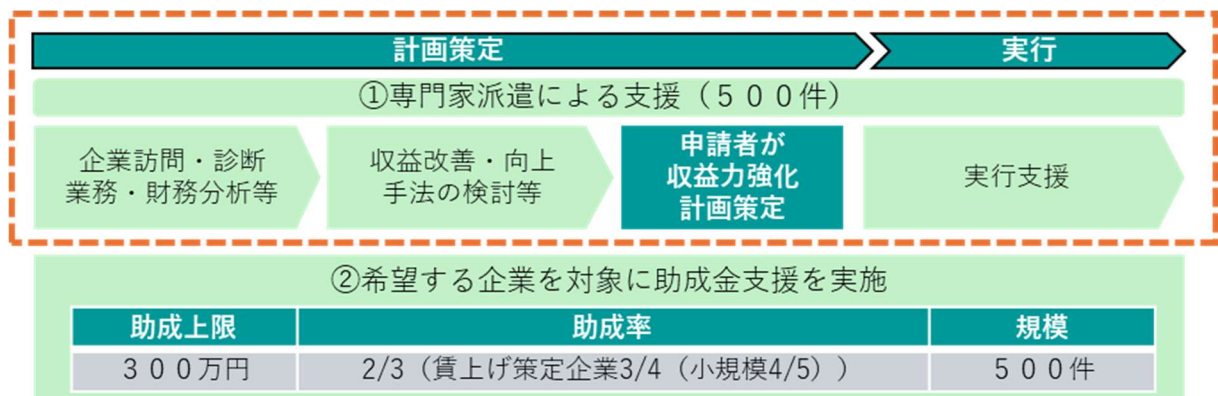 計画策定
実行
①専門家派遣による支援（５００件）
企業訪問・診断
業務・財務分析等
収益改善・向上
手法の検討等
申請者が
収益力強化
計画策定
実行支援
②希望する企業を対象に助成金支援を実施
助成上限
助成率
規模
３００万円
2/3（賃上げ策定企業3/4（小規模4/5））
５００件